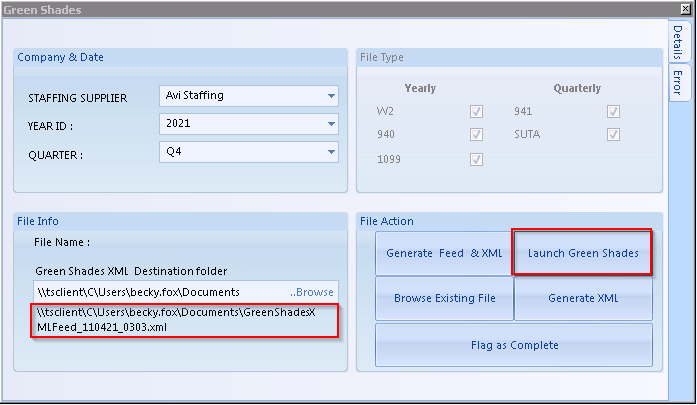 Green Shades
Details
Error
Company & Date
STAFFING SUPPLIER
Avi Staffing
YEAR ID :
2021
QUARTER :
Q4
File Type
Yearly
Quarterly
W2
941
940
SUTA
1099
File Info
File Name :
Green Shades XML Destination folder
\\tsclient\C\Users\becky.fox\Documents
..Browse
\\tsclient\C\Users\becky.fox\Documents\GreenShadesX
MLFeed_110421_0303.xml
File Action
Generate Feed & XML
Launch Green Shades
Browse Existing File
Generate XML
Flag as Complete